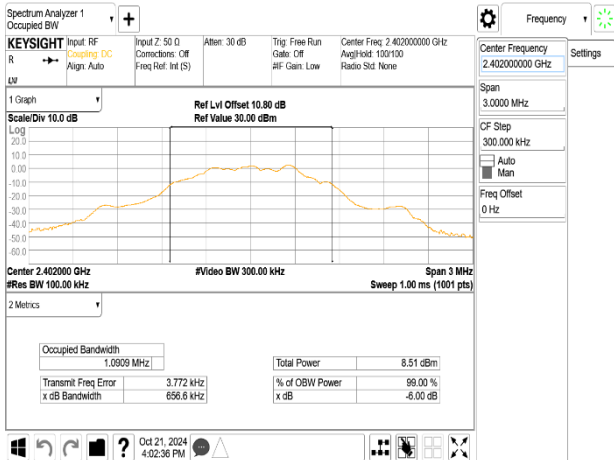 Spectrum Analyzer 1
Occupied BW
Frequency
KEYSIGHT
R
Input: RF
Coupling: DC
Align: Auto
Input Z: 50 Ω
Corrections: Off
Freq Ref: Int (S)
Atten: 30 dB
Trig: Free Run
Gate: Off
#IF Gain: Low
Center Freq: 2.402000000 GHz
Avg|Hold: 100/100
Radio Std: None
Center Frequency
2.402000000 GHz
Settings
Span
3.0000 MHz
CF Step
300.000 kHz
Auto
Man
Freq Offset
0 Hz
1 Graph
Scale/Div 10.0 dB
Ref Lvl Offset 10.80 dB
Ref Value 30.00 dBm
Log
20.0
10.0
0.00
-10.0
-20.0
-30.0
-40.0
-50.0
-60.0
Center 2.402000 GHz
#Video BW 300.00 kHz
Span 3 MHz
#Res BW 100.00 kHz
Sweep 1.00 ms (1001 pts)
2 Metrics
Occupied Bandwidth
1.0909 MHz
Total Power 8.51 dBm
Transmit Freq Error 3.772 kHz
% of OBW Power 99.00 %
x dB Bandwidth 656.6 kHz
x dB -6.00 dB
Oct 21, 2024
4:02:36 PM